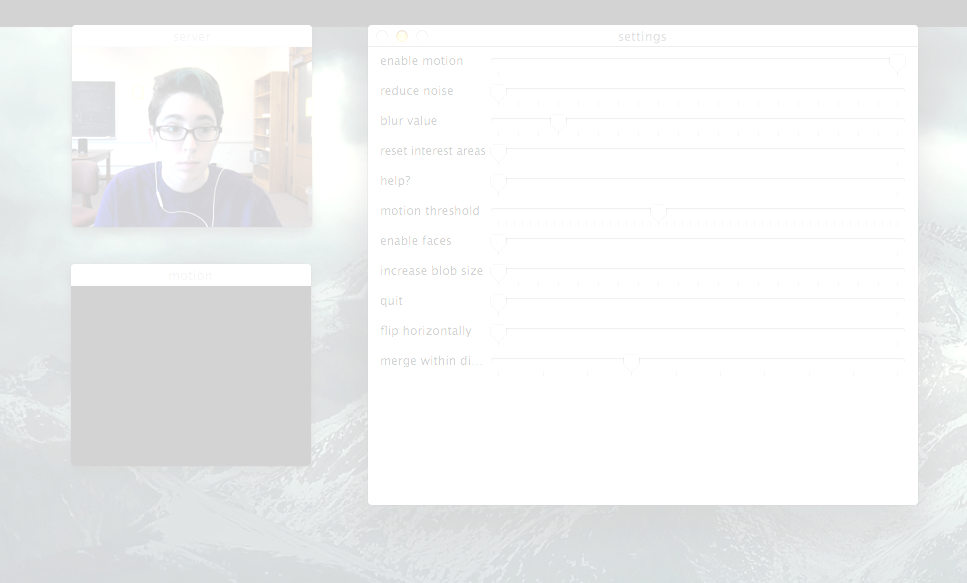 server
settings
enable motion
reduce noise
blur value
reset interest areas
help?
motion threshold
enable faces
increase blob size
quit
flip horizontally
merge within di...
motion